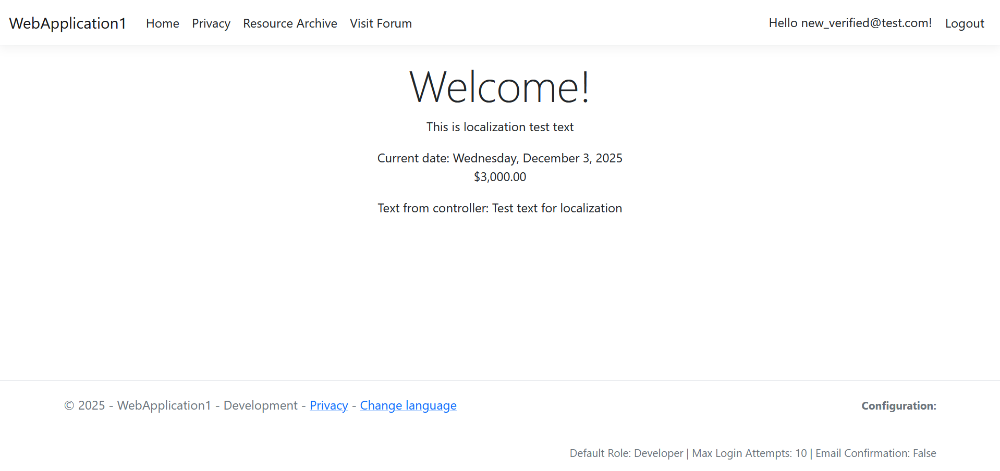 WebApplication1 Home Privacy Resource Archive Visit Forum Hello new_verified@test.com! Logout
Welcome!
This is localization test text
Current date: Wednesday, December 3, 2025
$3,000.00
Text from controller: Test text for localization
© 2025 - WebApplication1 - Development - Privacy - Change language Configuration:
Default Role: Developer | Max Login Attempts: 10 | Email Confirmation: False